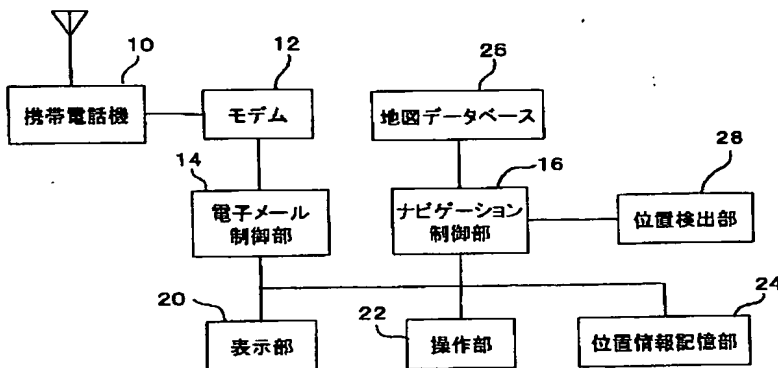 10
携帯電話機
12
モデム
26
地図データベース
14
電子メール
制御部
16
ナビゲーション
制御部
28
位置検出部
20
表示部
22
操作部
24
位置情報記憶部